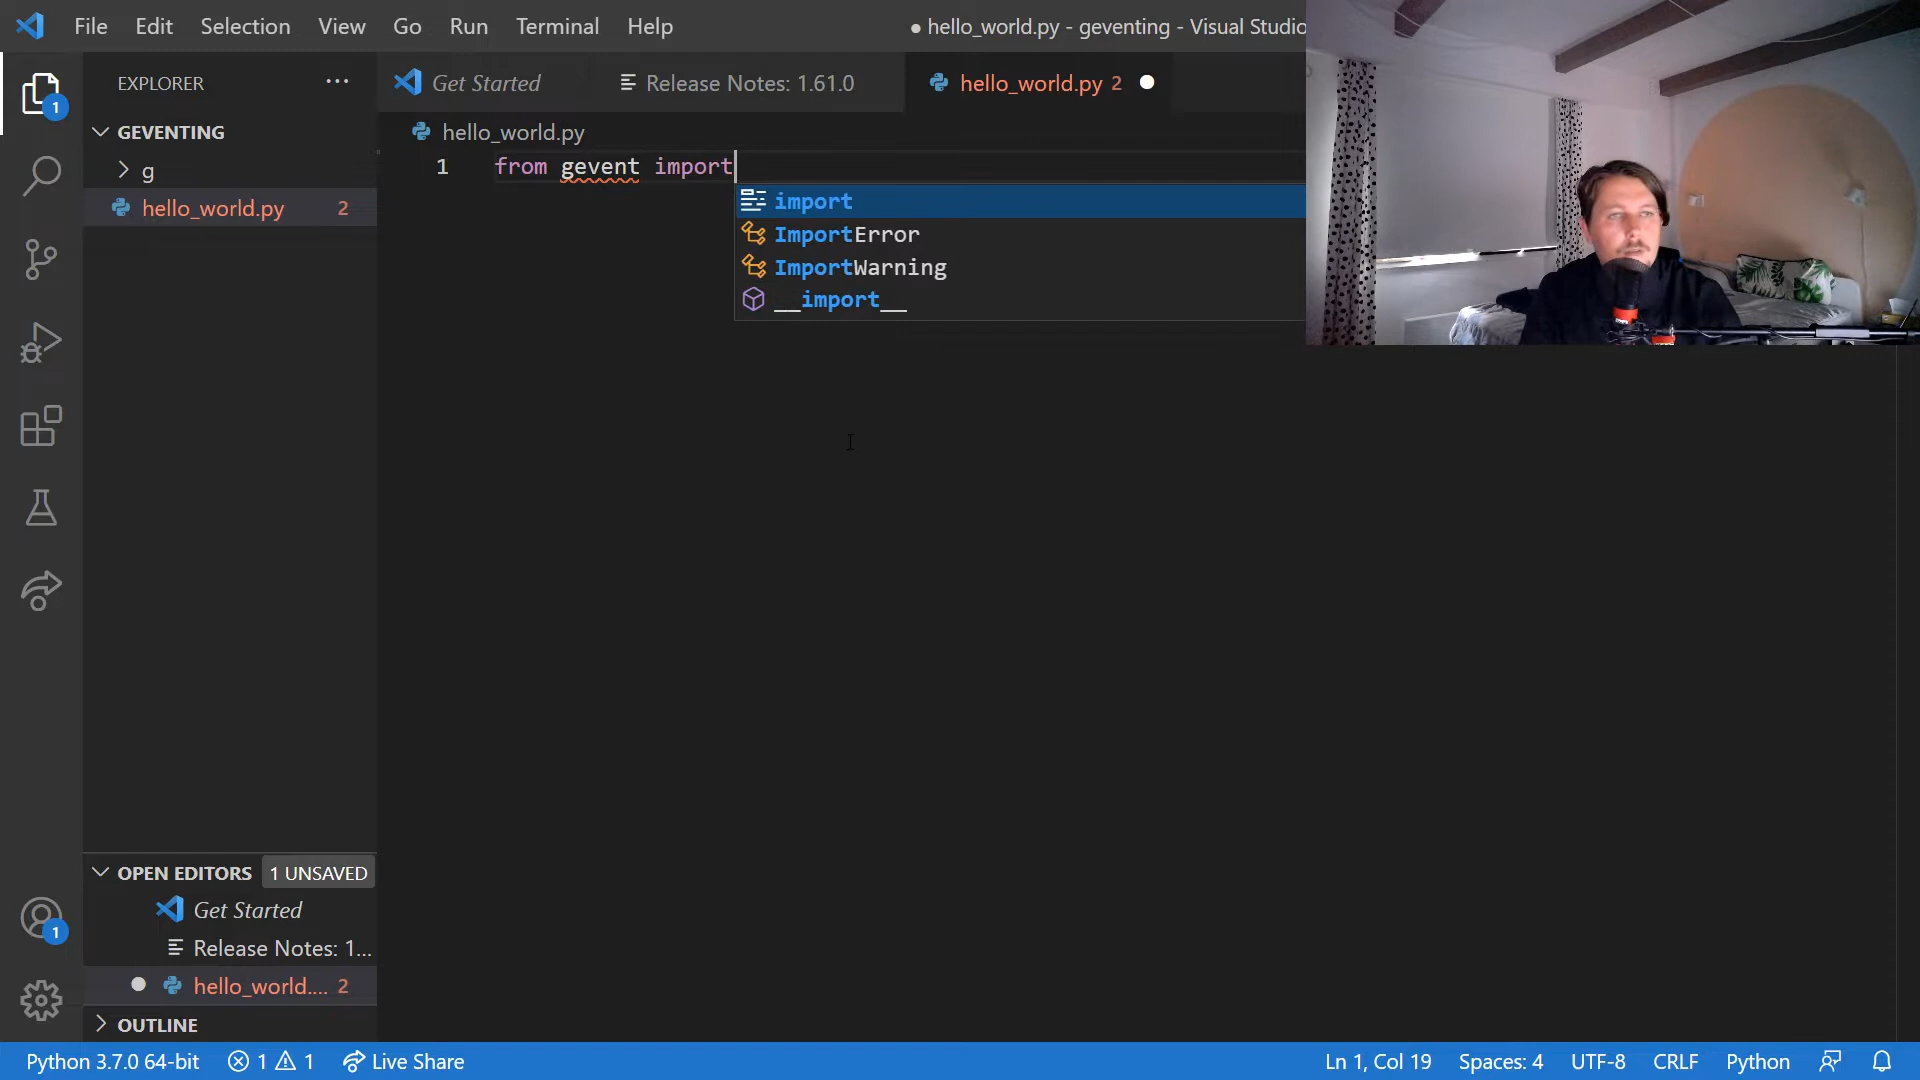 File Edit Selection View Go Run Terminal Help
● hello_world.py - geventing - Visual Studio
EXPLORER ···
Get Started
Release Notes: 1.61.0
hello_world.py 2
GEVENTING
hello_world.py
g
1 from gevent import
hello_world.py 2
import
ImportError
ImportWarning
__import__
1
1
OPEN EDITORS 1 UNSAVED
Get Started
Release Notes: 1...
hello_world.... 2
OUTLINE
Python 3.7.0 64-bit 1 1 Live Share Ln 1, Col 19 Spaces: 4 UTF-8 CRLF Python